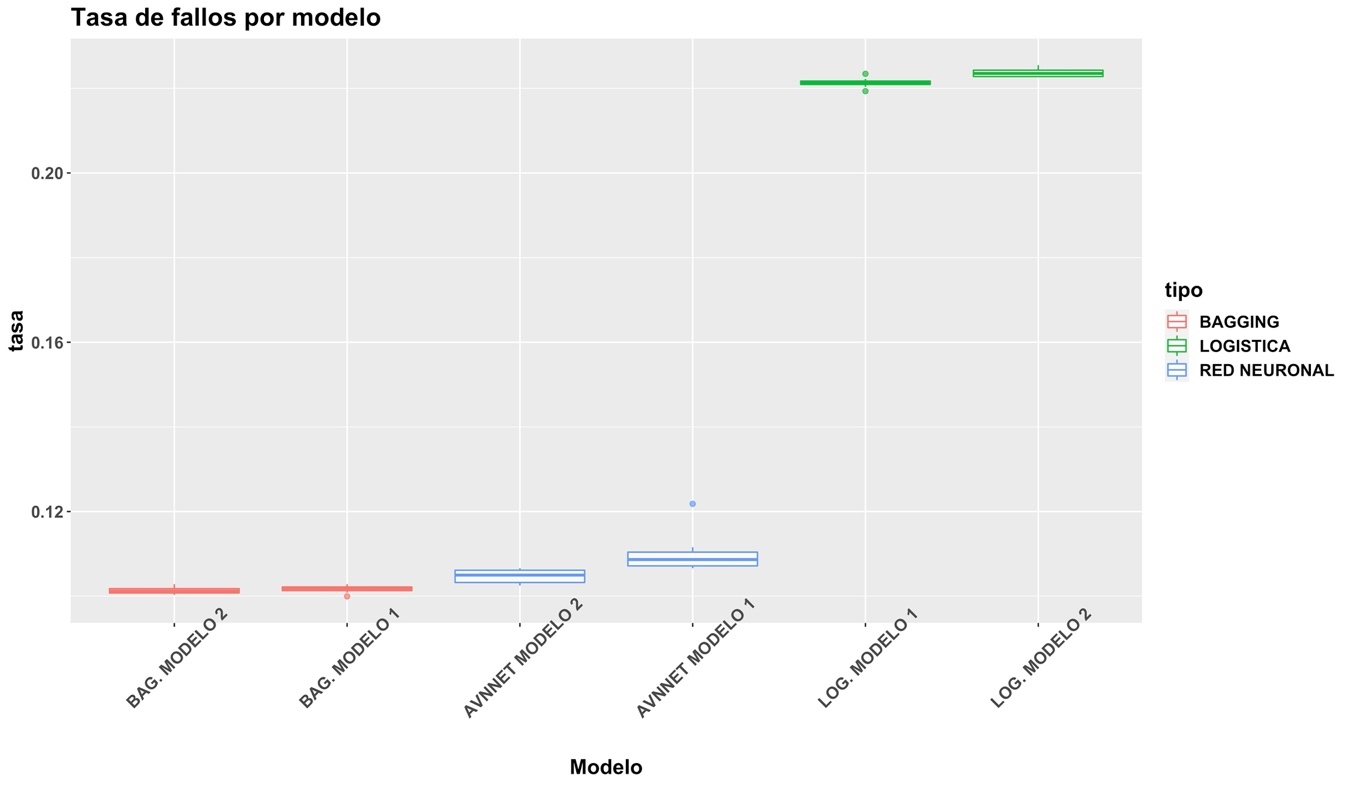 Tasa de fallos por modelo
tasa
0.20
0.16
0.12
BAG. MODELO 2
BAG. MODELO 1
AVNNET MODELO 2
AVNNET MODELO 1
LOG. MODELO 1
LOG. MODELO 2
Modelo
tipo
BAGGING
LOGISTICA
RED NEURONAL